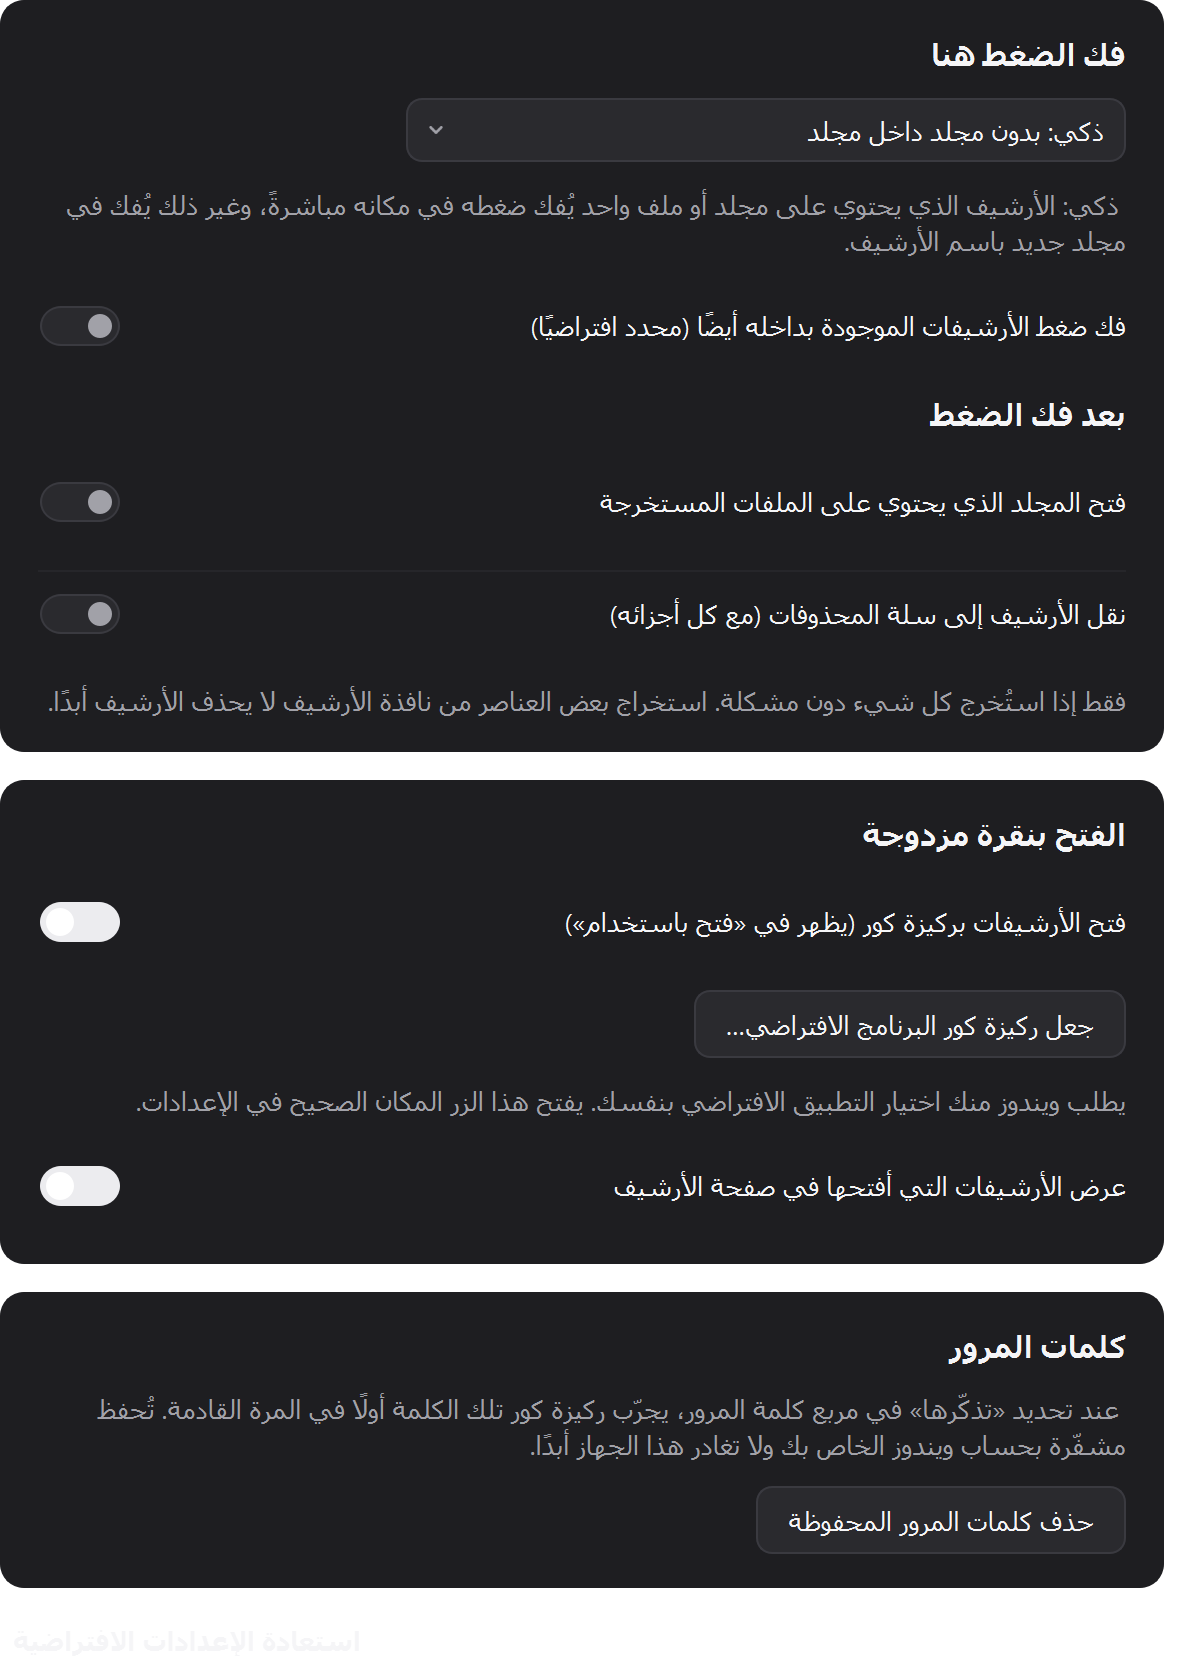 فك الضغط هنا
ذكي: بدون مجلد داخل مجلد
ذكي: الأرشيف الذي يحتوي على مجلد أو ملف واحد يُفك ضغطه في مكانه مباشرةً، وغير ذلك يُفك في
مجلد جديد باسم الأرشيف.
فك ضغط الأرشيفات الموجودة بداخله أيضًا (محدد افتراضيًا)
بعد فك الضغط
فتح المجلد الذي يحتوي على الملفات المستخرجة
نقل الأرشيف إلى سلة المحذوفات (مع كل أجزائه)
فقط إذا استُخرج كل شيء دون مشكلة. استخراج بعض العناصر من نافذة الأرشيف لا يحذف الأرشيف أبدًا.
الفتح بنقرة مزدوجة
فتح الأرشيفات بركيزة كور (يظهر في «فتح باستخدام»)
جعل ركيزة كور البرنامج الافتراضي...
يطلب ويندوز منك اختيار التطبيق الافتراضي بنفسك. يفتح هذا الزر المكان الصحيح في الإعدادات.
عرض الأرشيفات التي أفتحها في صفحة الأرشيف
كلمات المرور
عند تحديد «تذكّرها» في مربع كلمة المرور، يجرّب ركيزة كور تلك الكلمة أولًا في المرة القادمة. تُحفظ
مشفّرة بحساب ويندوز الخاص بك ولا تغادر هذا الجهاز أبدًا.
حذف كلمات المرور المحفوظة
استعادة الإعدادات الافتراضية